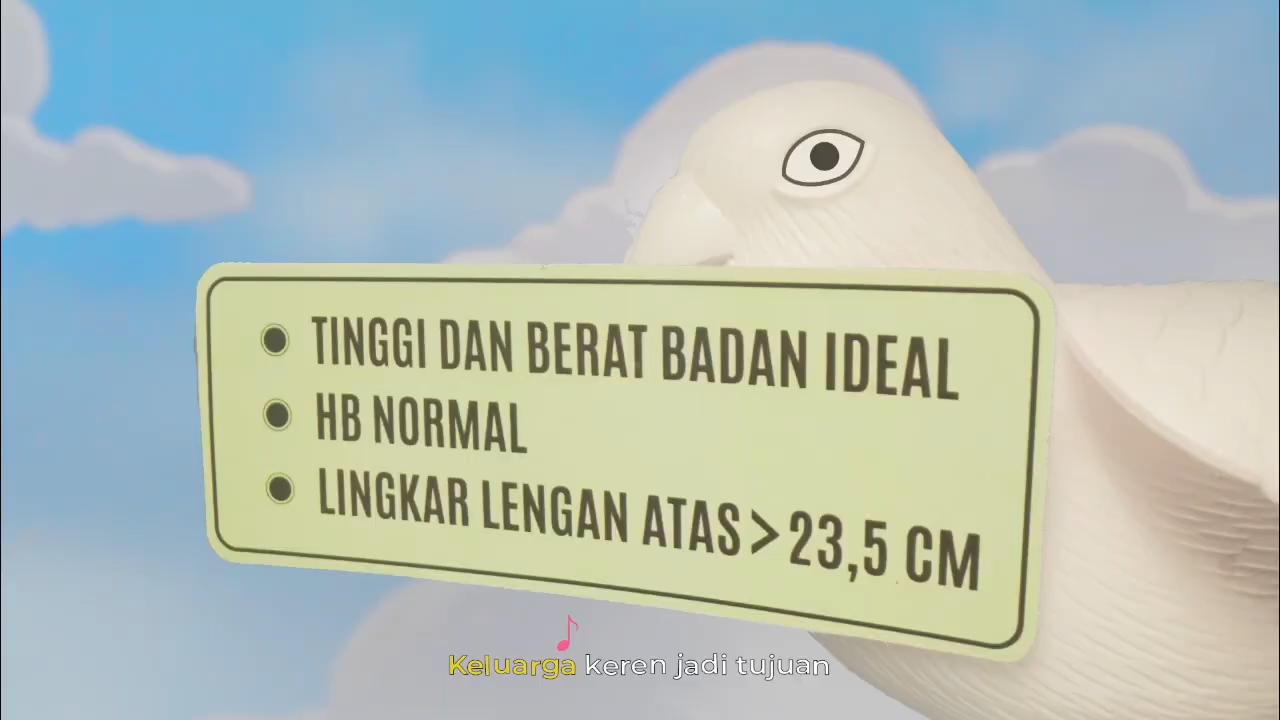 TINGGI DAN BERAT BADAN IDEAL
HB NORMAL
LINGKAR LENGAN ATAS > 23,5 CM
Keluarga keren jadi tujuan